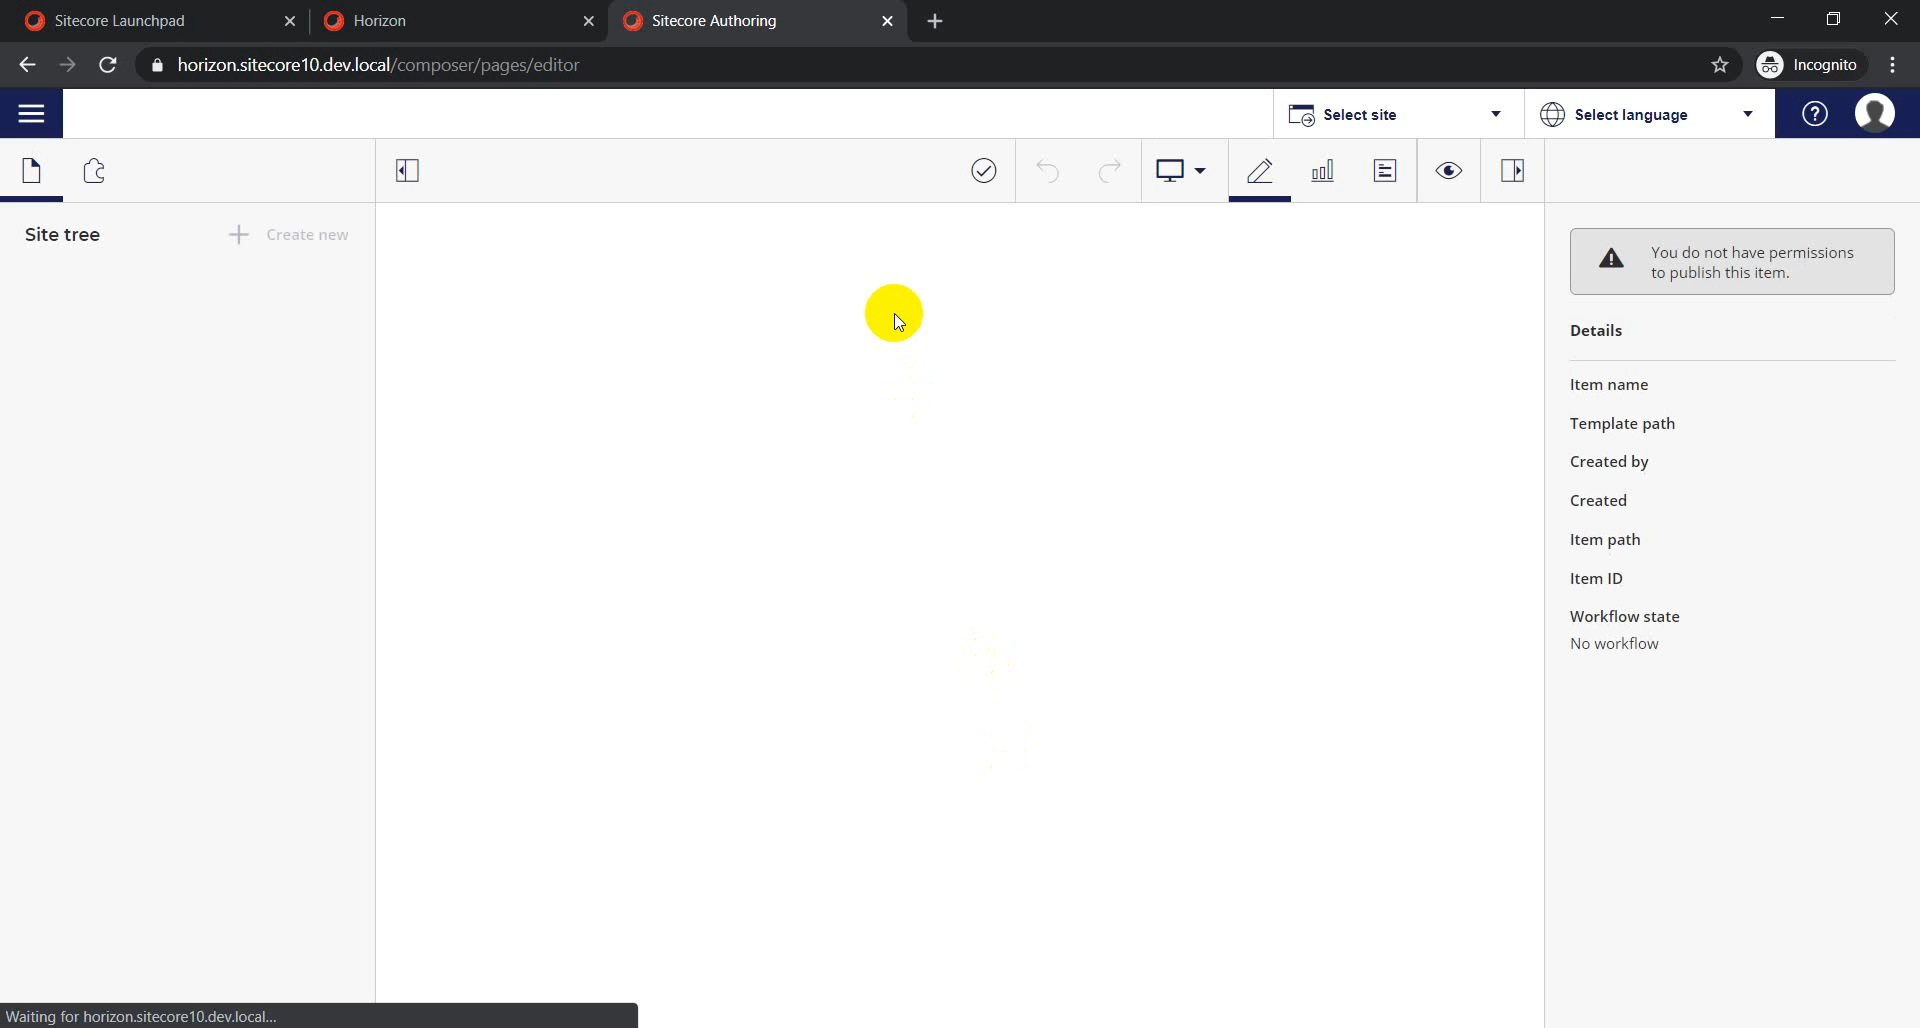 Sitecore Launchpad
Horizon
Sitecore Authoring
horizon.sitecore10.dev.local/composer/pages/editor
Incognito
Select site
Select language
Site tree
Create new
You do not have permissions
to publish this item.
Details
Item name
Template path
Created by
Created
Item path
Item ID
Workflow state
No workflow
Waiting for horizon.sitecore10.dev.local...